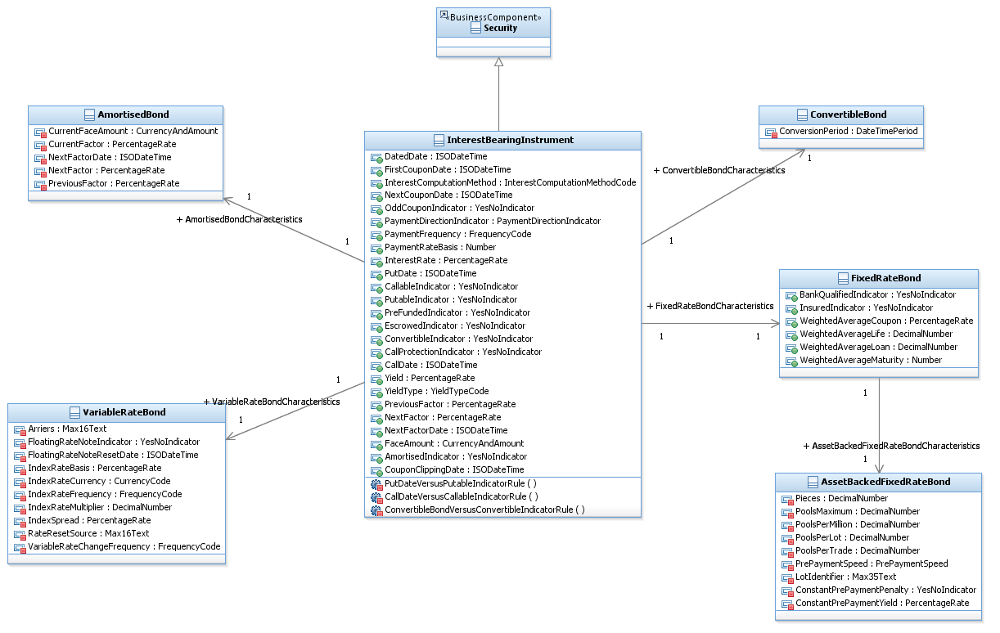 «BusinessComponent»
Security
AmortisedBond
CurrentFaceAmount : CurrencyAndAmount
CurrentFactor : PercentageRate
NextFactorDate : ISODateTime
NextFactor : PercentageRate
PreviousFactor : PercentageRate
1
+ AmortisedBondCharacteristics
1
InterestBearingInstrument
DatedDate : ISODateTime
FirstCouponDate : ISODateTime
InterestComputationMethod : InterestComputationMethodCode
NextCouponDate : ISODateTime
OddCouponIndicator : YesNoIndicator
PaymentDirectionIndicator : PaymentDirectionIndicator
PaymentFrequency : FrequencyCode
PaymentRateBasis : Number
InterestRate : PercentageRate
PutDate : ISODateTime
CallableIndicator : YesNoIndicator
PutableIndicator : YesNoIndicator
PreFundedIndicator : YesNoIndicator
EscrowedIndicator : YesNoIndicator
ConvertibleIndicator : YesNoIndicator
CallProtectionIndicator : YesNoIndicator
CallDate : ISODateTime
Yield : PercentageRate
YieldType : YieldTypeCode
PreviousFactor : PercentageRate
NextFactor : PercentageRate
NextFactorDate : ISODateTime
FaceAmount : CurrencyAndAmount
AmortisedIndicator : YesNoIndicator
CouponClippingDate : ISODateTime
PutDateVersusPutableIndicatorRule ( )
CallDateVersusCallableIndicatorRule ( )
ConvertibleBondVersusConvertibleIndicatorRule ( )
ConvertibleBond
ConversionPeriod : DateTimePeriod
1
+ ConvertibleBondCharacteristics
1
FixedRateBond
BankQualifiedIndicator : YesNoIndicator
InsuredIndicator : YesNoIndicator
WeightedAverageCoupon : PercentageRate
WeightedAverageLife : DecimalNumber
WeightedAverageLoan : DecimalNumber
WeightedAverageMaturity : Number
+ FixedRateBondCharacteristics
1
1
1
+ VariableRateBondCharacteristics
1
VariableRateBond
Arriers : Max16Text
FloatingRateNoteIndicator : YesNoIndicator
FloatingRateNoteResetDate : ISODateTime
IndexRateBasis : PercentageRate
IndexRateCurrency : CurrencyCode
IndexRateFrequency : FrequencyCode
IndexRateMultiplier : DecimalNumber
IndexSpread : PercentageRate
RateResetSource : Max16Text
VariableRateChangeFrequency : FrequencyCode
1
+ AssetBackedFixedRateBondCharacteristics
1
AssetBackedFixedRateBond
Pieces : DecimalNumber
PoolsMaximum : DecimalNumber
PoolsPerMillion : DecimalNumber
PoolsPerLot : DecimalNumber
PoolsPerTrade : DecimalNumber
PrePaymentSpeed : PrePaymentSpeed
LotIdentifier : Max35Text
ConstantPrePaymentPenalty : YesNoIndicator
ConstantPrePaymentYield : PercentageRate